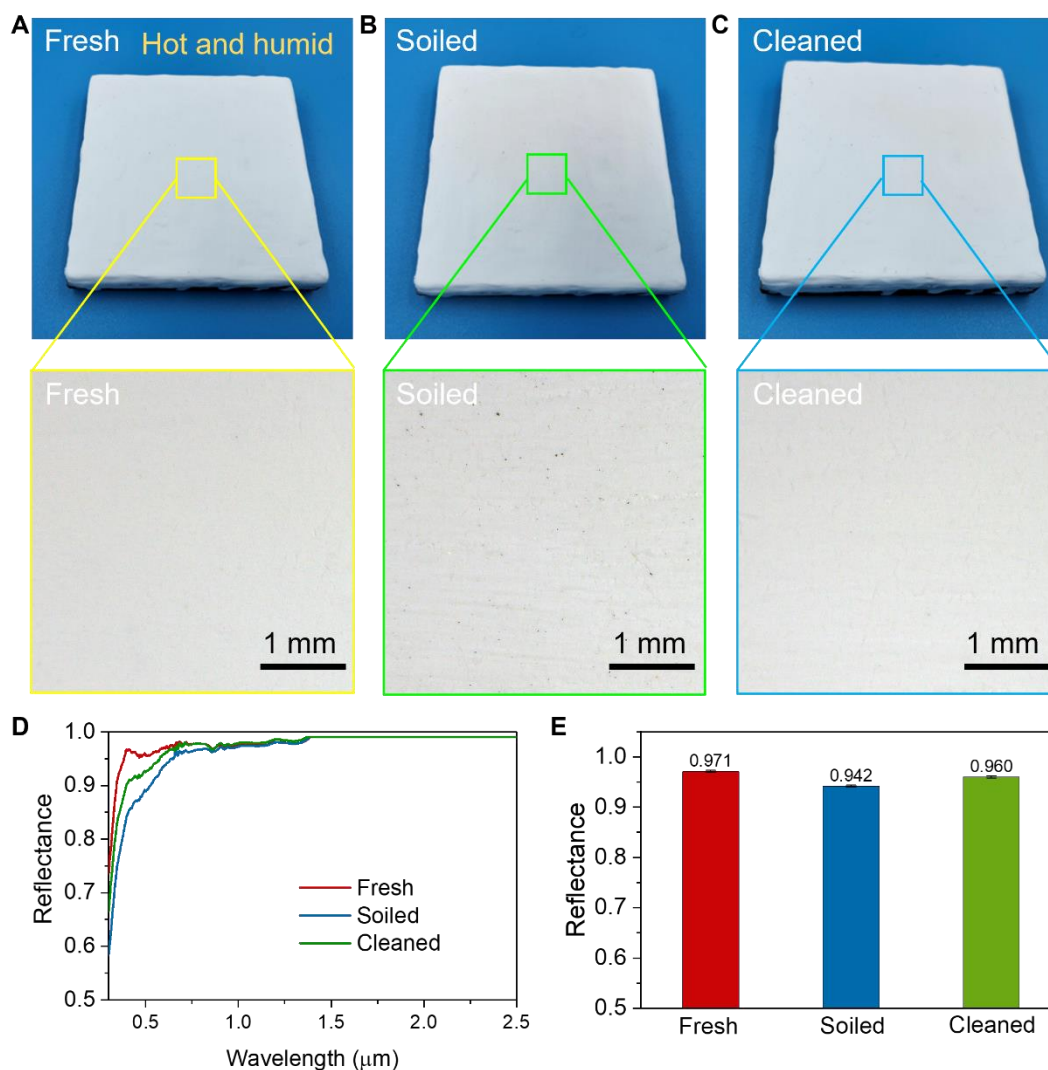 A
Fresh Hot and humid
B
Soiled
C
Cleaned
Fresh
1 mm
Soiled
1 mm
Cleaned
1 mm
D
1.0
0.9
0.8
0.7
0.6
0.5
Reflectance
Fresh
Soiled
Cleaned
0.5 1.0 1.5 2.0 2.5
Wavelength (μm)
E
1.0
0.9
0.8
0.7
0.6
0.5
Reflectance
0.971
0.942
0.960
Fresh Soiled Cleaned